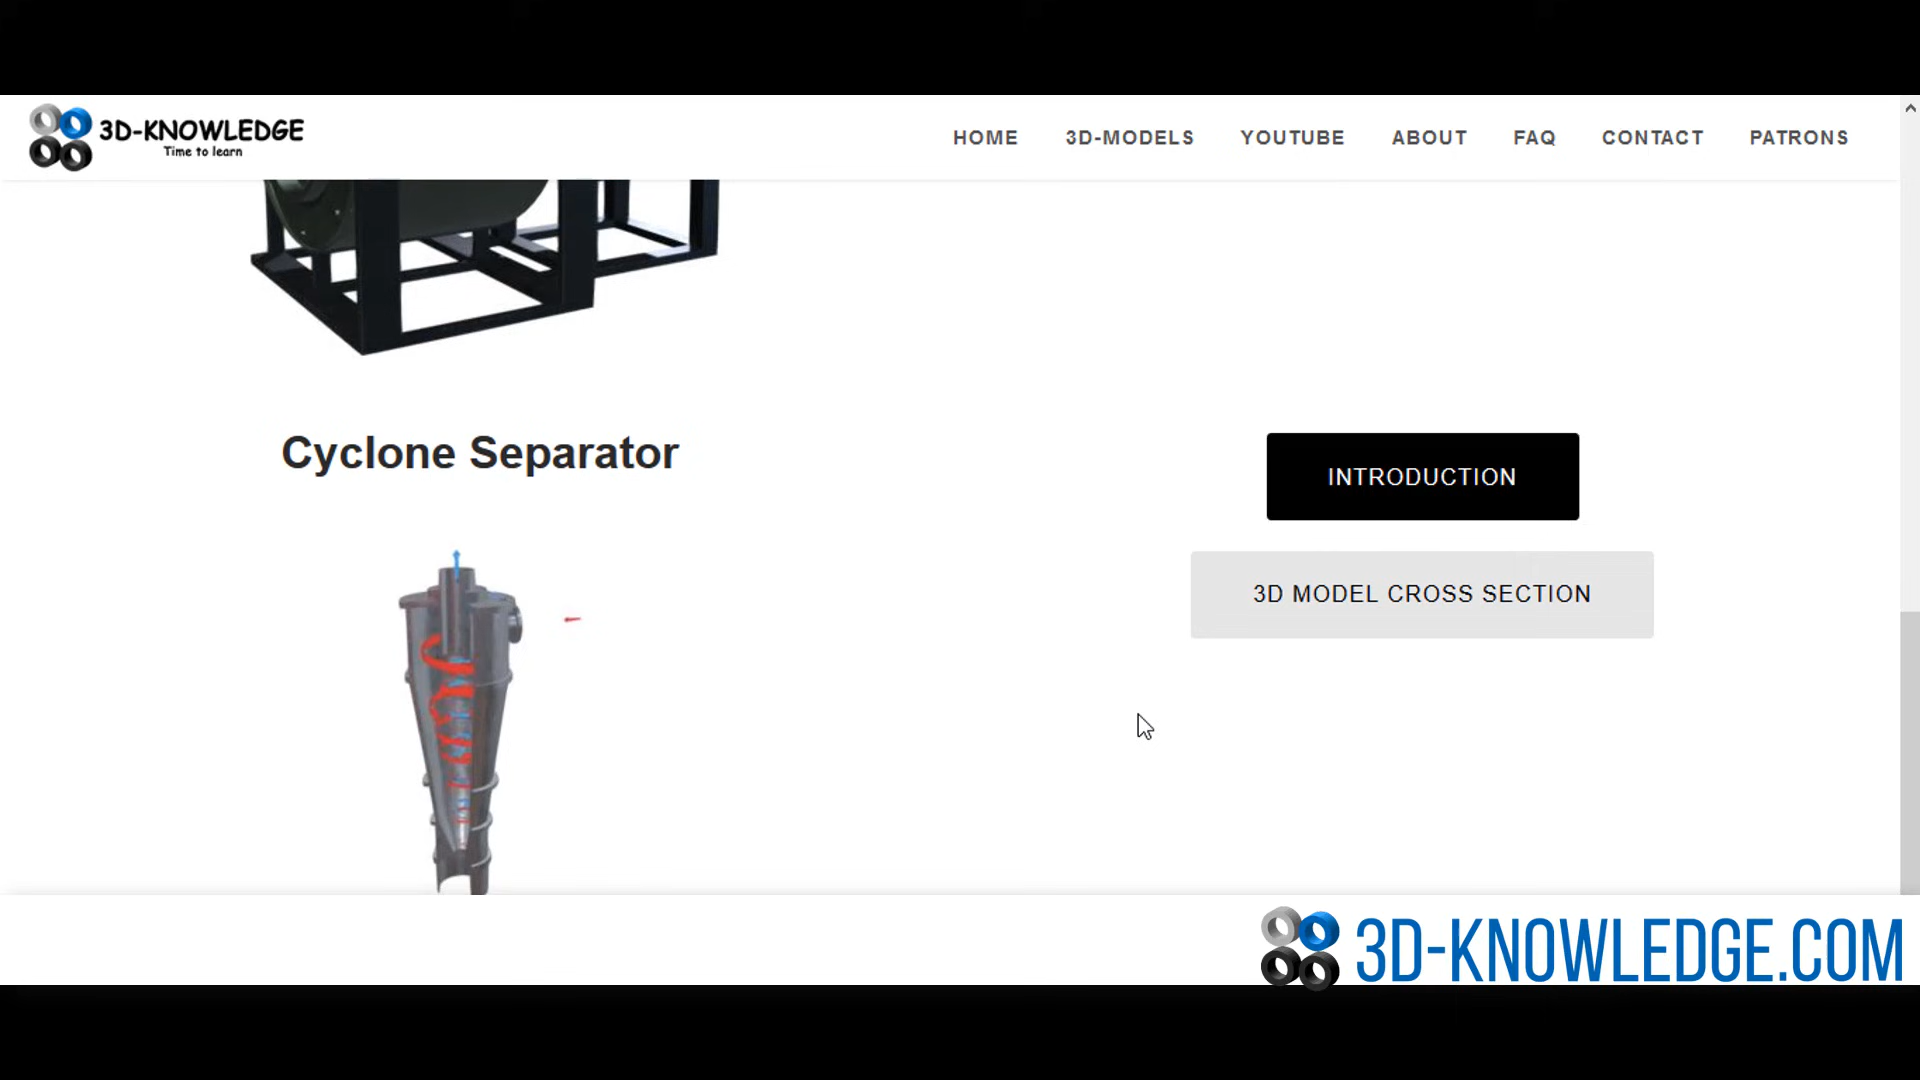 3D-KNOWLEDGE
Time to learn
HOME 3D-MODELS YOUTUBE ABOUT FAQ CONTACT PATRONS
Cyclone Separator
INTRODUCTION
3D MODEL CROSS SECTION
3D-KNOWLEDGE.COM